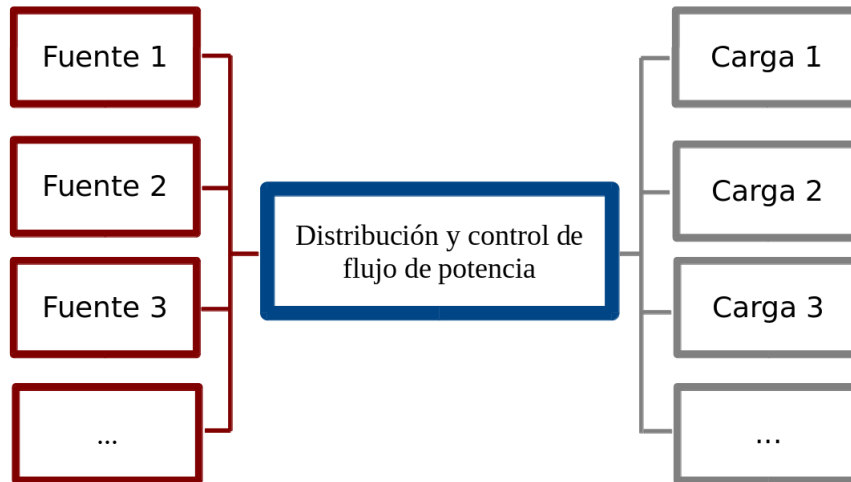 Fuente 1
Fuente 2
Fuente 3
...
Distribución y control de
flujo de potencia
Carga 1
Carga 2
Carga 3
...